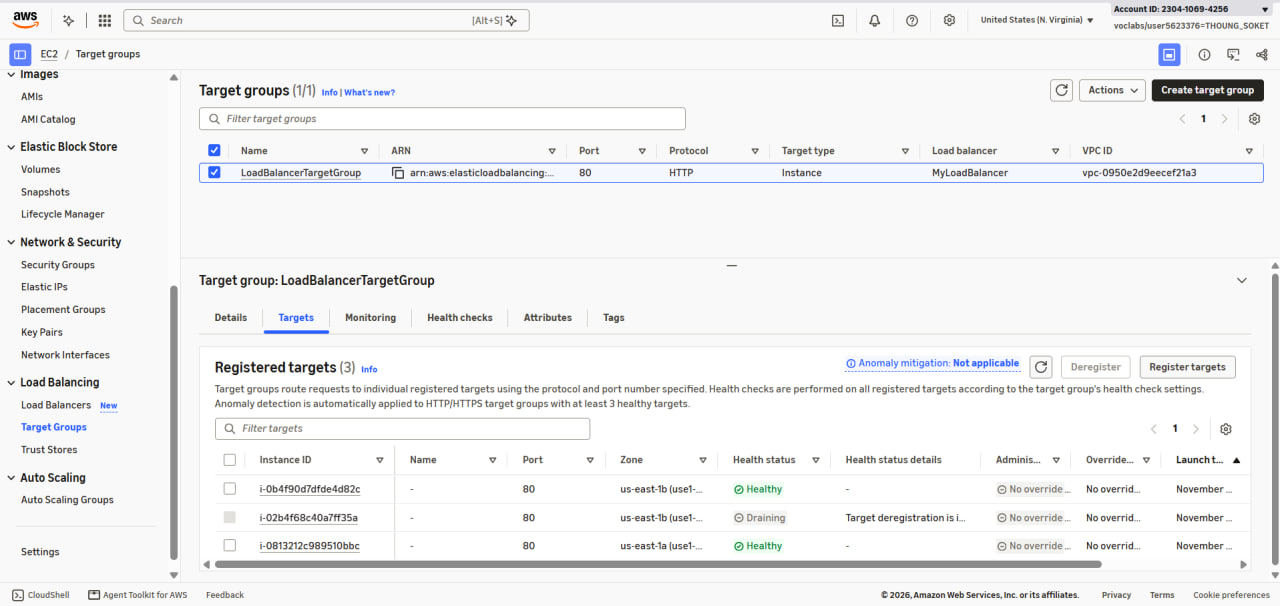 aws
Search [Alt+S]
United States (N. Virginia)
Account ID: 2304-1069-4256
voclabs/user5623376=THOUNG_SOKET
EC2 / Target groups
Images
AMIs
AMI Catalog
Elastic Block Store
Volumes
Snapshots
Lifecycle Manager
Network & Security
Security Groups
Elastic IPs
Placement Groups
Key Pairs
Network Interfaces
Load Balancing
Load Balancers New
Target Groups
Trust Stores
Auto Scaling
Auto Scaling Groups
Settings
Target groups (1/1) Info | What's new?
Actions Create target group
Filter target groups
1
Name ARN Port Protocol Target type Load balancer VPC ID
LoadBalancerTargetGroup arn:aws:elasticloadbalancing:... 80 HTTP Instance MyLoadBalancer vpc-0950e2d9eecef21a3
Target group: LoadBalancerTargetGroup
Details Targets Monitoring Health checks Attributes Tags
Registered targets (3) Info Anomaly mitigation: Not applicable Deregister Register targets
Target groups route requests to individual registered targets using the protocol and port number specified. Health checks are performed on all registered targets according to the target group's health check settings.
Anomaly detection is automatically applied to HTTP/HTTPS target groups with at least 3 healthy targets.
Filter targets
1
Instance ID Name Port Zone Health status Health status details Adminis... Override... Launch t...
i-0b4f90d7dfde4d82c - 80 us-east-1b (use1-... Healthy - No override ... No overrid... November ...
i-02b4f68c40a7ff35a - 80 us-east-1b (use1-... Draining Target deregistration is i... No override ... No overrid... November ...
i-0813212c989510bbc - 80 us-east-1a (use1-... Healthy - No override ... No overrid... November ...
CloudShell Agent Toolkit for AWS Feedback © 2026, Amazon Web Services, Inc. or its affiliates. Privacy Terms Cookie preferences